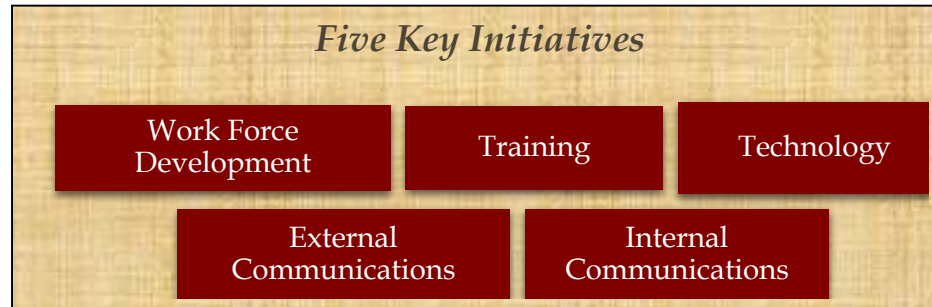 Five Key Initiatives
Work Force
Development
Training
Technology
External
Communications
Internal
Communications